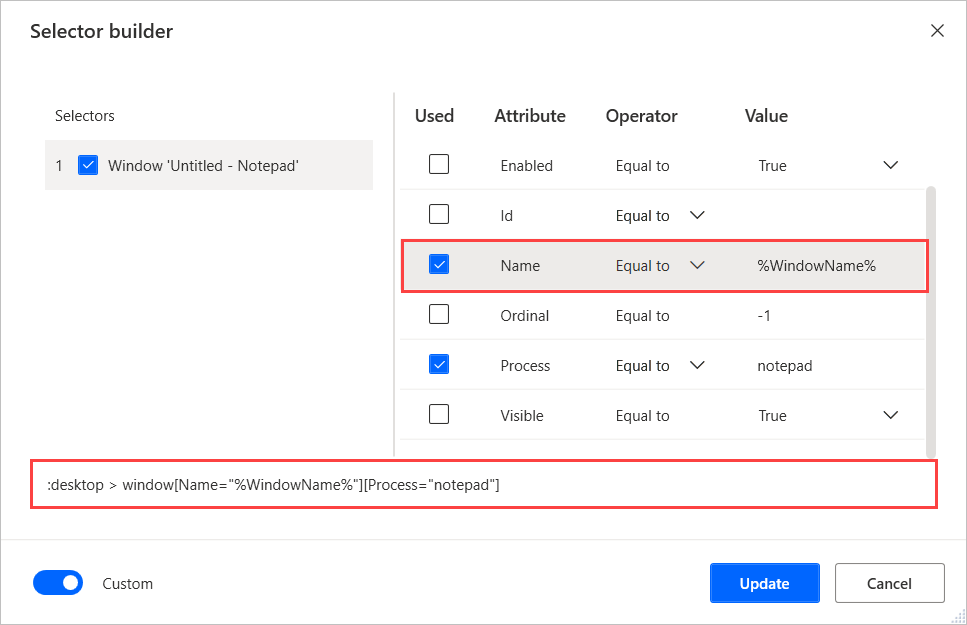 Selector builder
Selectors
1 Window 'Untitled - Notepad'
Used Attribute Operator Value
Enabled Equal to True
Id Equal to
Name Equal to %WindowName%
Ordinal Equal to -1
Process Equal to notepad
Visible Equal to True
:desktop > window[Name="%WindowName%"][Process="notepad"]
Custom Update Cancel